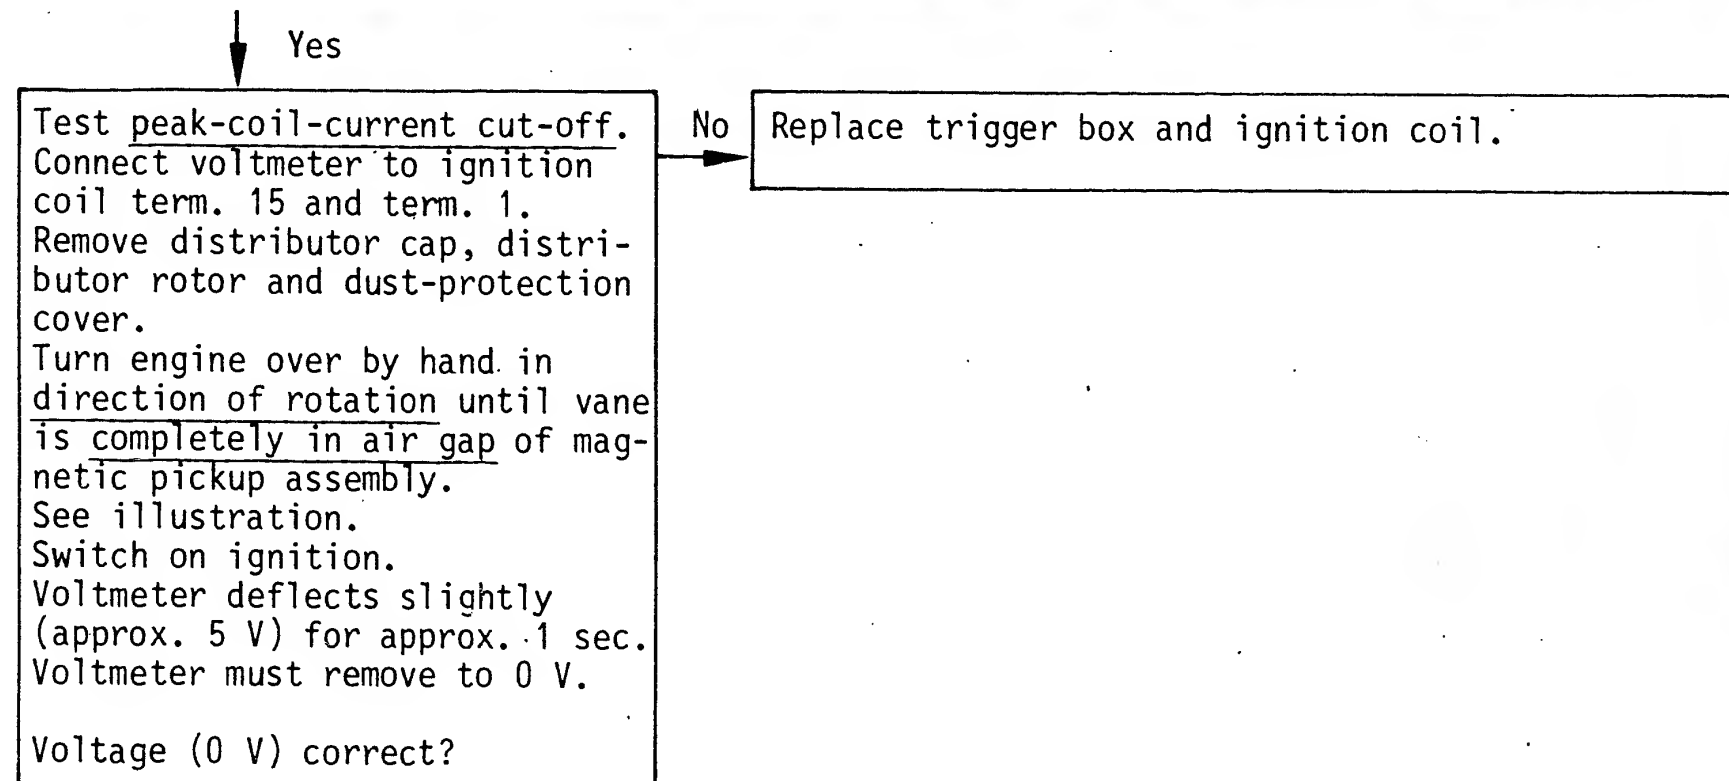 Yes
Test peak-coil-current cut-off.
Connect voltmeter to ignition
coil term. 15 and term. 1.
Remove distributor cap, distri-
butor rotor and dust-protection
cover.
Turn engine over by hand in
direction of rotation until vane
is completely in air gap of mag-
netic pickup assembly.
See illustration.
Switch on ignition.
Voltmeter deflects slightly
(approx. 5 V) for approx. 1 sec.
Voltmeter must remove to 0 V.
Voltage (0 V) correct?
No
Replace trigger box and ignition coil.